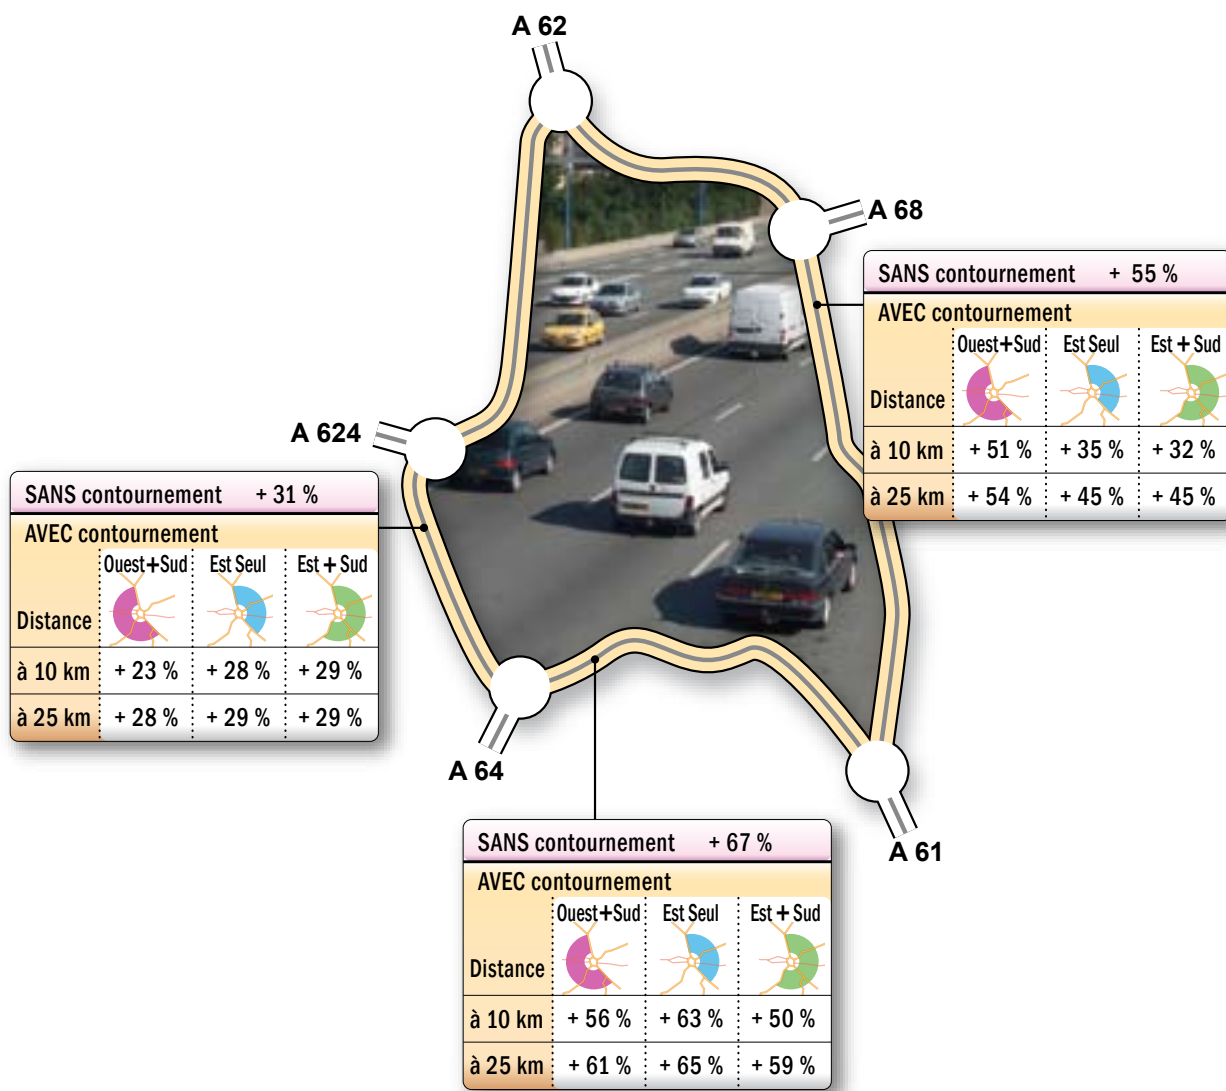 A 62
A 68
SANS contournement + 55 %
AVEC contournement
Ouest+Sud Est Seul Est + Sud
Distance
à 10 km + 51 % + 35 % + 32 %
à 25 km + 54 % + 45 % + 45 %
A 624
SANS contournement + 31 %
AVEC contournement
Ouest+Sud Est Seul Est + Sud
Distance
à 10 km + 23 % + 28 % + 29 %
à 25 km + 28 % + 29 % + 29 %
A 64
A 61
SANS contournement + 67 %
AVEC contournement
Ouest+Sud Est Seul Est + Sud
Distance
à 10 km + 56 % + 63 % + 50 %
à 25 km + 61 % + 65 % + 59 %